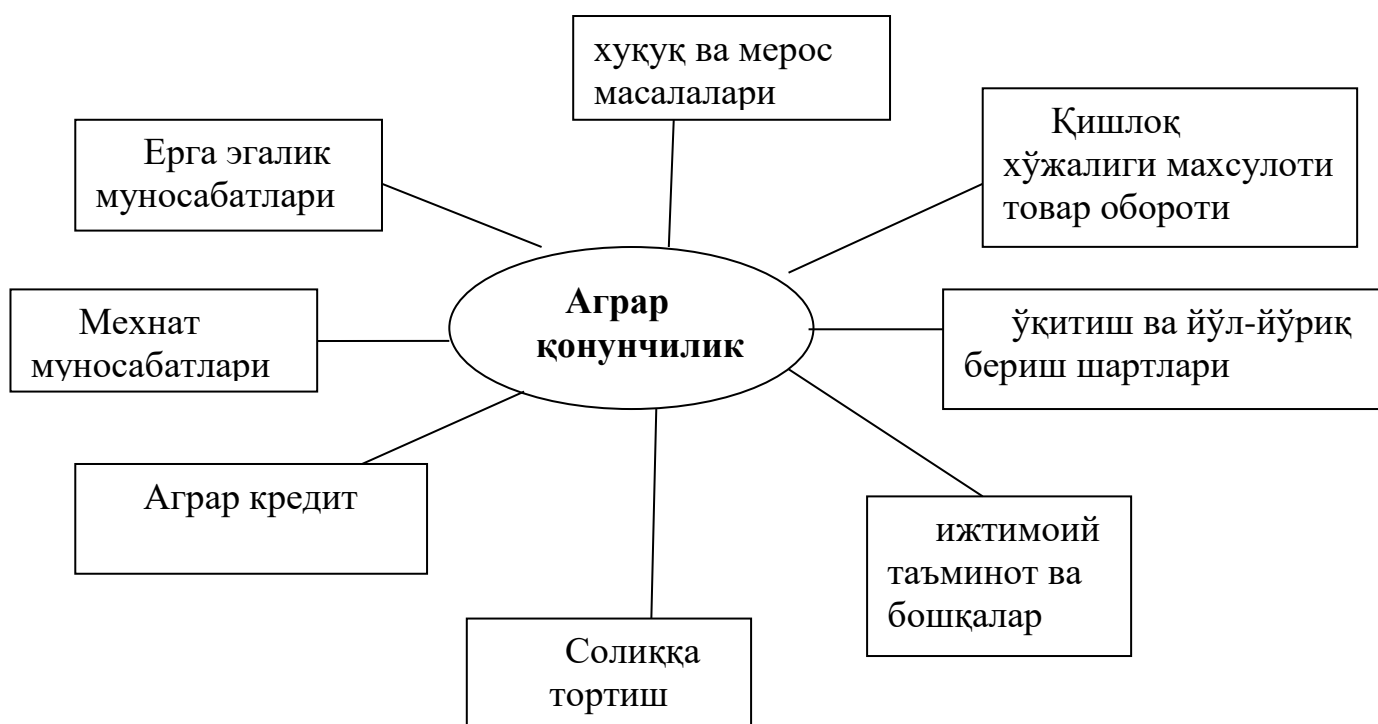 хуқуқ ва мерос
масалалари
Қишлоқ
хўжалиги махсулоти
товар обороти
Ерга эгалик
муносабатлари
Аграр
қонунчилик
Мехнат
муносабатлари
ўқитиш ва йўл-йўриқ
бериш шартлари
Аграр кредит
ижтимоий
таъминот ва
бошқалар
Солиққа
тортиш